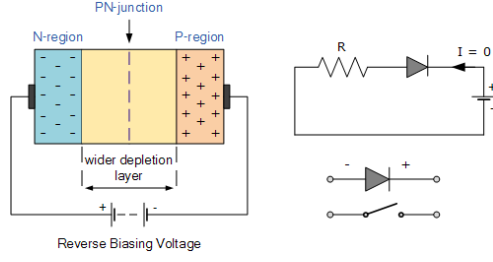 PN-junction
N-region
P-region
wider depletion
layer
+ -
Reverse Biasing Voltage
R
I = 0
+
-
- +